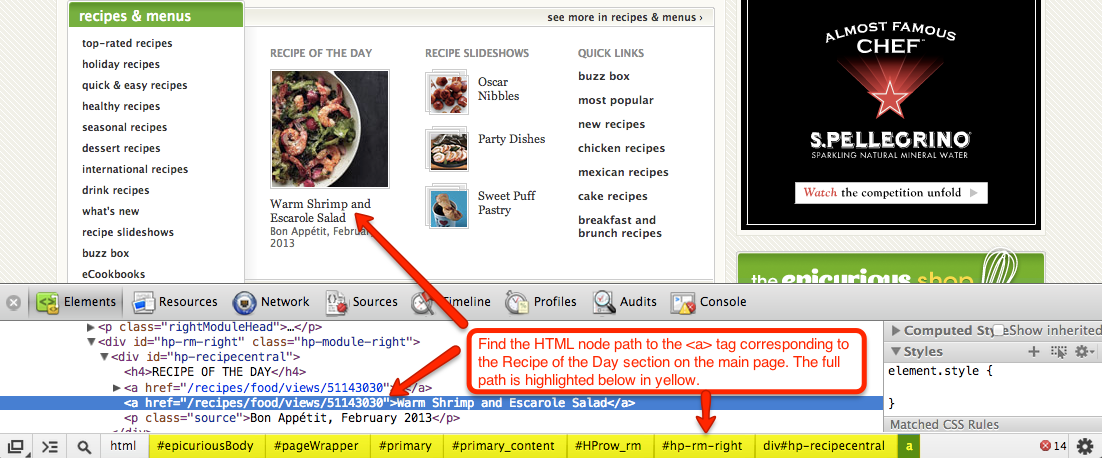 recipes & menus
see more in recipes & menus ›
top-rated recipes
holiday recipes
quick & easy recipes
healthy recipes
seasonal recipes
dessert recipes
international recipes
drink recipes
what's new
recipe slideshows
buzz box
eCookbooks
RECIPE OF THE DAY
Warm Shrimp and
Escarole Salad
Bon Appétit, February
2013
RECIPE SLIDESHOWS
Oscar
Nibbles
Party Dishes
Sweet Puff
Pastry
QUICK LINKS
buzz box
most popular
new recipes
chicken recipes
mexican recipes
cake recipes
breakfast and
brunch recipes
ALMOST FAMOUS
CHEF
S.PELLEGRINO
SPARKLING NATURAL MINERAL WATER
Watch the competition unfold
the epicurious shop
Elements Resources Network Sources Timeline Profiles Audits Console
<p class="rightModuleHead">…</p>
<div id="hp-rm-right" class="hp-module-right">
<div id="hp-recipecentral">
<h4>RECIPE OF THE DAY</h4>
<a href="/recipes/food/views/51143030">…</a>
<a href="/recipes/food/views/51143030">Warm Shrimp and Escarole Salad</a>
<p class="source">Bon Appétit, February 2013</p>
Find the HTML node path to the <a> tag corresponding to
the Recipe of the Day section on the main page. The full
path is highlighted below in yellow.
Computed Style Show inherited
Styles
element.style {
}
Matched CSS Rules
html #epicuriousBody #pageWrapper #primary #primary_content #HProw_rm #hp-rm-right div#hp-recipecentral a 14